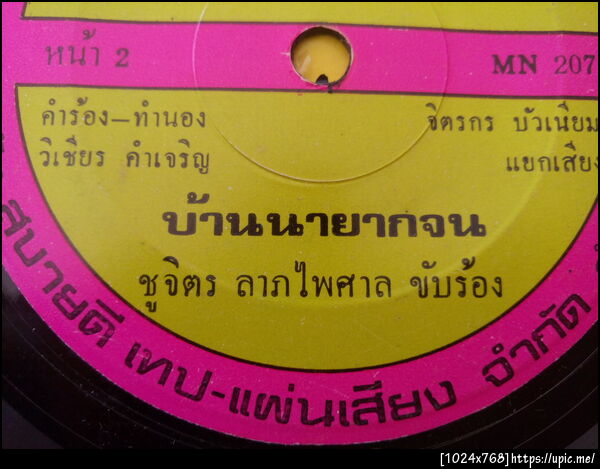 หน้า 2
MN 207
คำร้อง–ทำนอง
วิเชียร คำเจริญ
จิตรกร บัวเนียม
แยกเสียง
บ้านนายากจน
ชูจิตร ลาภไพศาล ขับร้อง
สบายดี เทป-แผ่นเสียง จำกัด
[1024x768]https://upic.me/